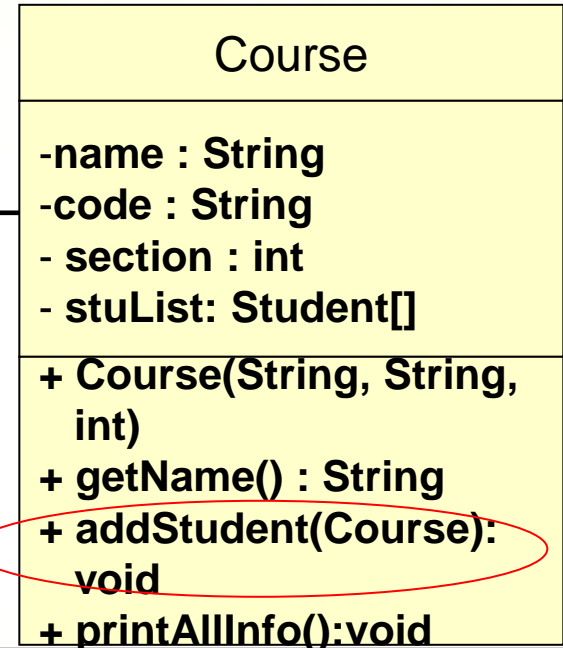 Course
-name : String
-code : String
- section : int
- stuList: Student[]
+ Course(String, String,
int)
+ getName() : String
+ addStudent(Course):
void
+ printAllInfo():void